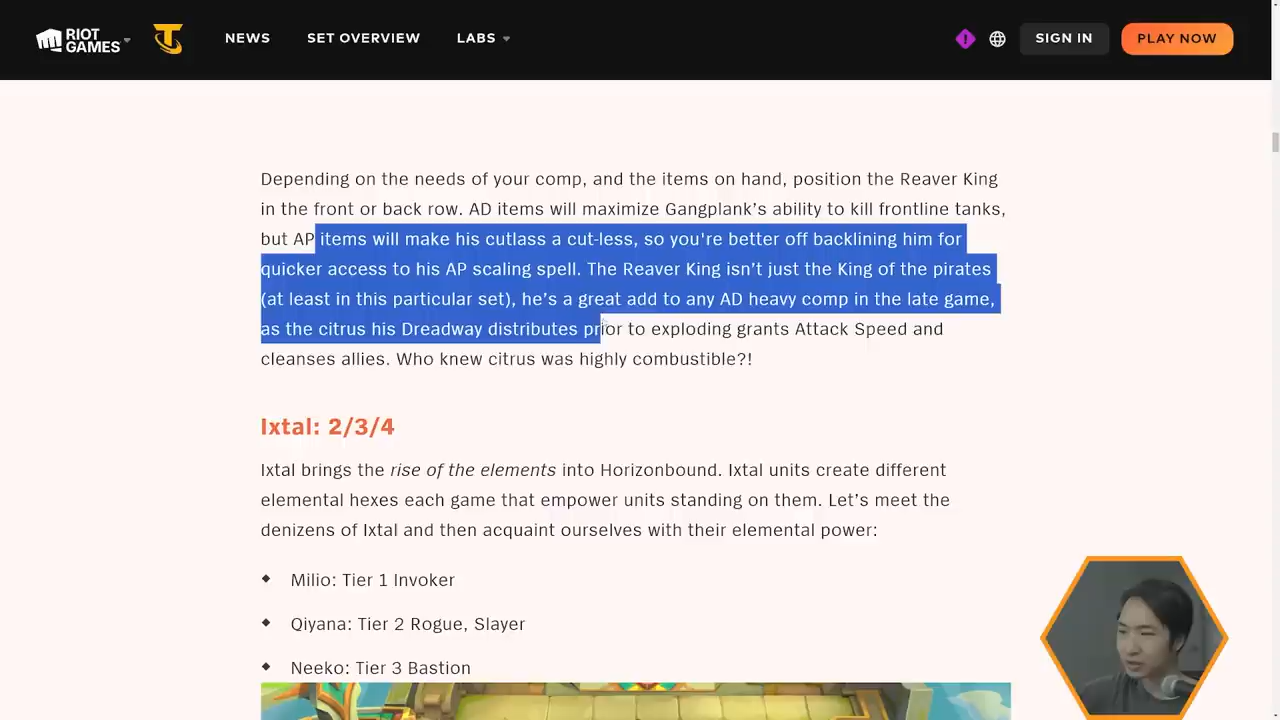 RIOT
GAMES
NEWS
SET OVERVIEW
LABS
SIGN IN
PLAY NOW
Depending on the needs of your comp, and the items on hand, position the Reaver King
in the front or back row. AD items will maximize Gangplank’s ability to kill frontline tanks,
but AP items will make his cutlass a cut-less, so you're better off backlining him for
quicker access to his AP scaling spell. The Reaver King isn’t just the King of the pirates
(at least in this particular set), he’s a great add to any AD heavy comp in the late game,
as the citrus his Dreadway distributes prior to exploding grants Attack Speed and
cleanses allies. Who knew citrus was highly combustible?!
Ixtal: 2/3/4
Ixtal brings the rise of the elements into Horizonbound. Ixtal units create different
elemental hexes each game that empower units standing on them. Let’s meet the
denizens of Ixtal and then acquaint ourselves with their elemental power:
Milio: Tier 1 Invoker
Qiyana: Tier 2 Rogue, Slayer
Neeko: Tier 3 Bastion